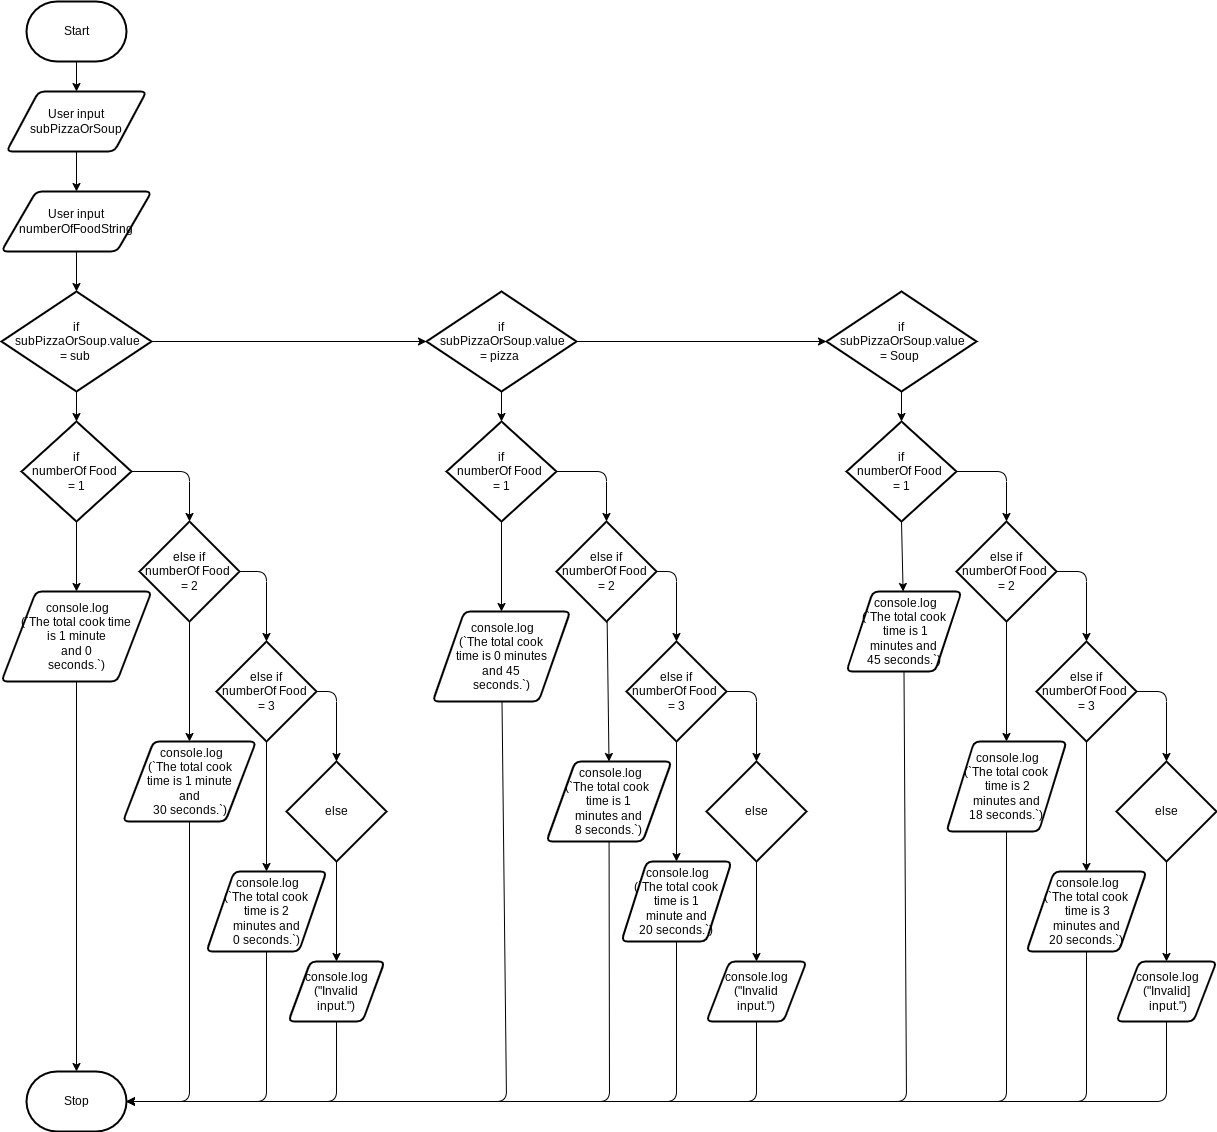 Start
User input
subPizzaOrSoup
User input
numberOfFoodString
if
subPizzaOrSoup.value
= sub
if
subPizzaOrSoup.value
= pizza
if
subPizzaOrSoup.value
= Soup
if
numberOf Food
= 1
else if
numberOf Food
= 2
else if
numberOf Food
= 3
else
console.log
(`The total cook time
is 1 minute
and 0
seconds.`)
console.log
(`The total cook
time is 1 minute
and
30 seconds.`)
console.log
(`The total cook
time is 2
minutes and
0 seconds.`)
console.log
("Invalid
input.")
if
numberOf Food
= 1
else if
numberOf Food
= 2
else if
numberOf Food
= 3
else
console.log
(`The total cook
time is 0 minutes
and 45
seconds.`)
console.log
(`The total cook
time is 1
minutes and
8 seconds.`)
console.log
(`The total cook
time is 1
minute and
20 seconds.`)
console.log
("Invalid
input.")
if
numberOf Food
= 1
else if
numberOf Food
= 2
else if
numberOf Food
= 3
else
console.log
(`The total cook
time is 1
minutes and
45 seconds.`)
console.log
(`The total cook
time is 2
minutes and
18 seconds.`)
console.log
(`The total cook
time is 3
minutes and
20 seconds.`)
console.log
("Invalid]
input.")
Stop